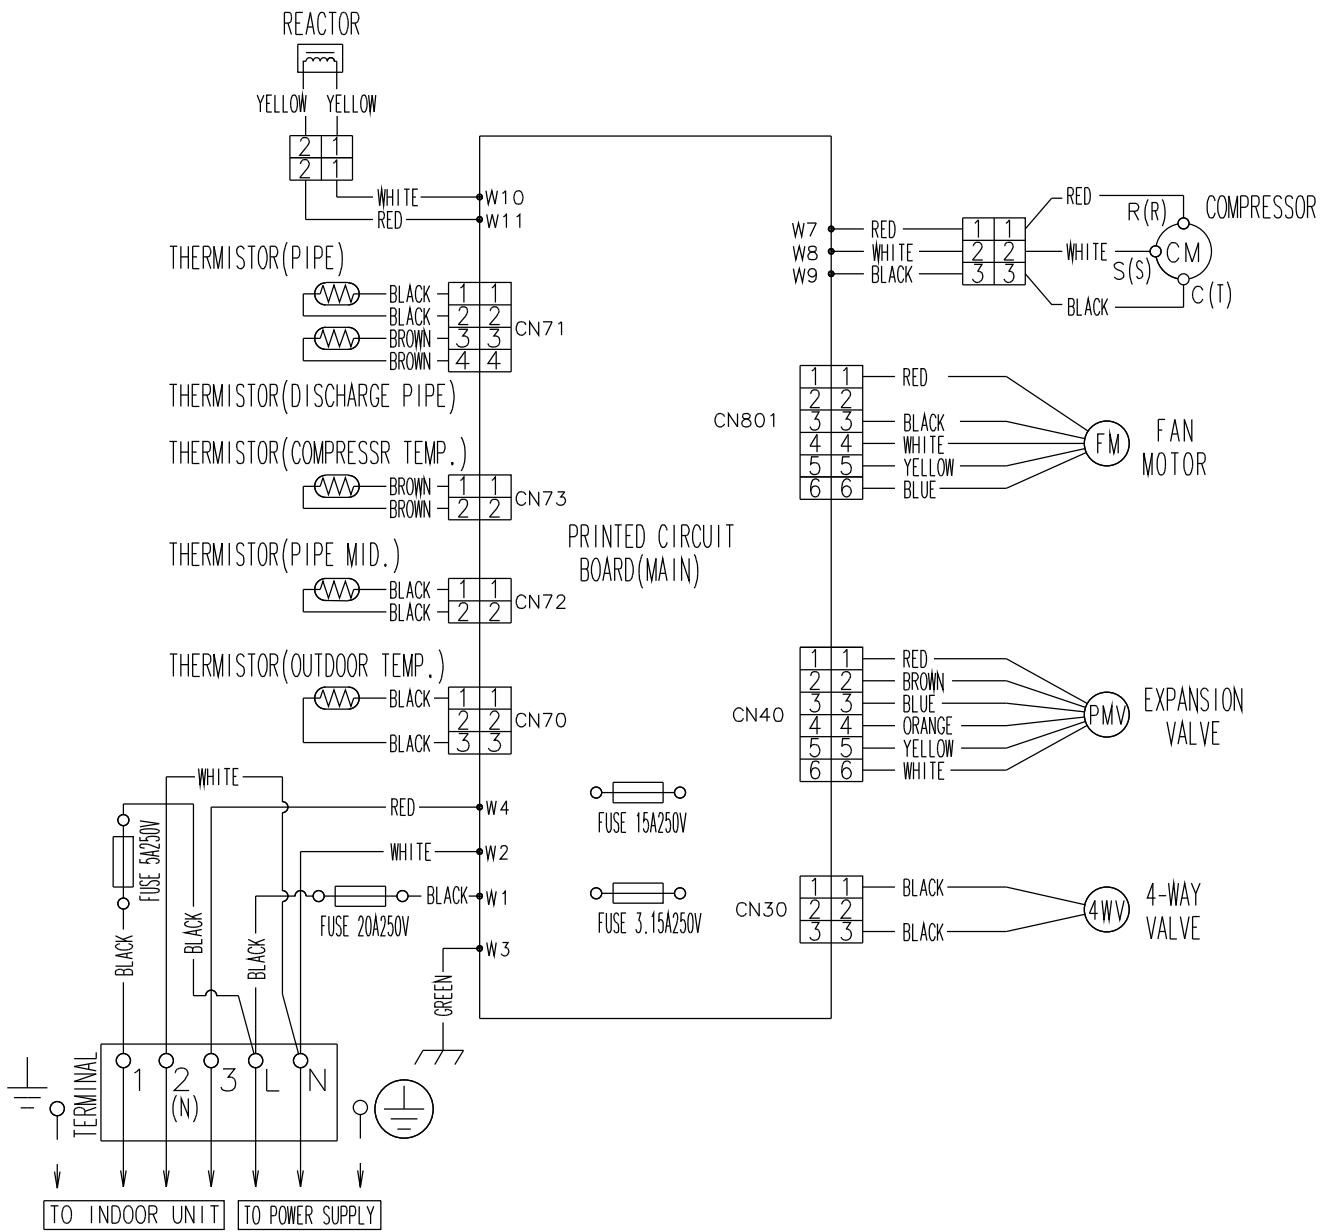 REACTOR
YELLOW YELLOW
2 1
2 1
WHITE W10
RED W11
THERMISTOR(PIPE)
BLACK 1 1
BLACK 2 2
BROWN 3 3
BROWN 4 4
CN71
THERMISTOR(DISCHARGE PIPE)
THERMISTOR(COMPRESSR TEMP.)
BROWN 1 1
BROWN 2 2
CN73
THERMISTOR(PIPE MID.)
BLACK 1 1
BLACK 2 2
CN72
THERMISTOR(OUTDOOR TEMP.)
BLACK 1 1
2 2
BLACK 3 3
CN70
WHITE
RED W4
WHITE W2
BLACK W1
FUSE 20A250V
W3
GREEN
FUSE 5A250V
BLACK
BLACK
BLACK
TERMINAL
1 2 3 L N
(N)
TO INDOOR UNIT
TO POWER SUPPLY
PRINTED CIRCUIT
BOARD(MAIN)
FUSE 15A250V
FUSE 3.15A250V
W7 RED 1 1 RED
W8 WHITE 2 2 WHITE
W9 BLACK 3 3 BLACK
R(R)
S(S)
C(T)
CM
COMPRESSOR
CN801
1 1 RED
2 2
3 3 BLACK
4 4 WHITE
5 5 YELLOW
6 6 BLUE
FM
FAN
MOTOR
CN40
1 1 RED
2 2 BROWN
3 3 BLUE
4 4 ORANGE
5 5 YELLOW
6 6 WHITE
PMV
EXPANSION
VALVE
CN30
1 1 BLACK
2 2
3 3 BLACK
4WV
4-WAY
VALVE